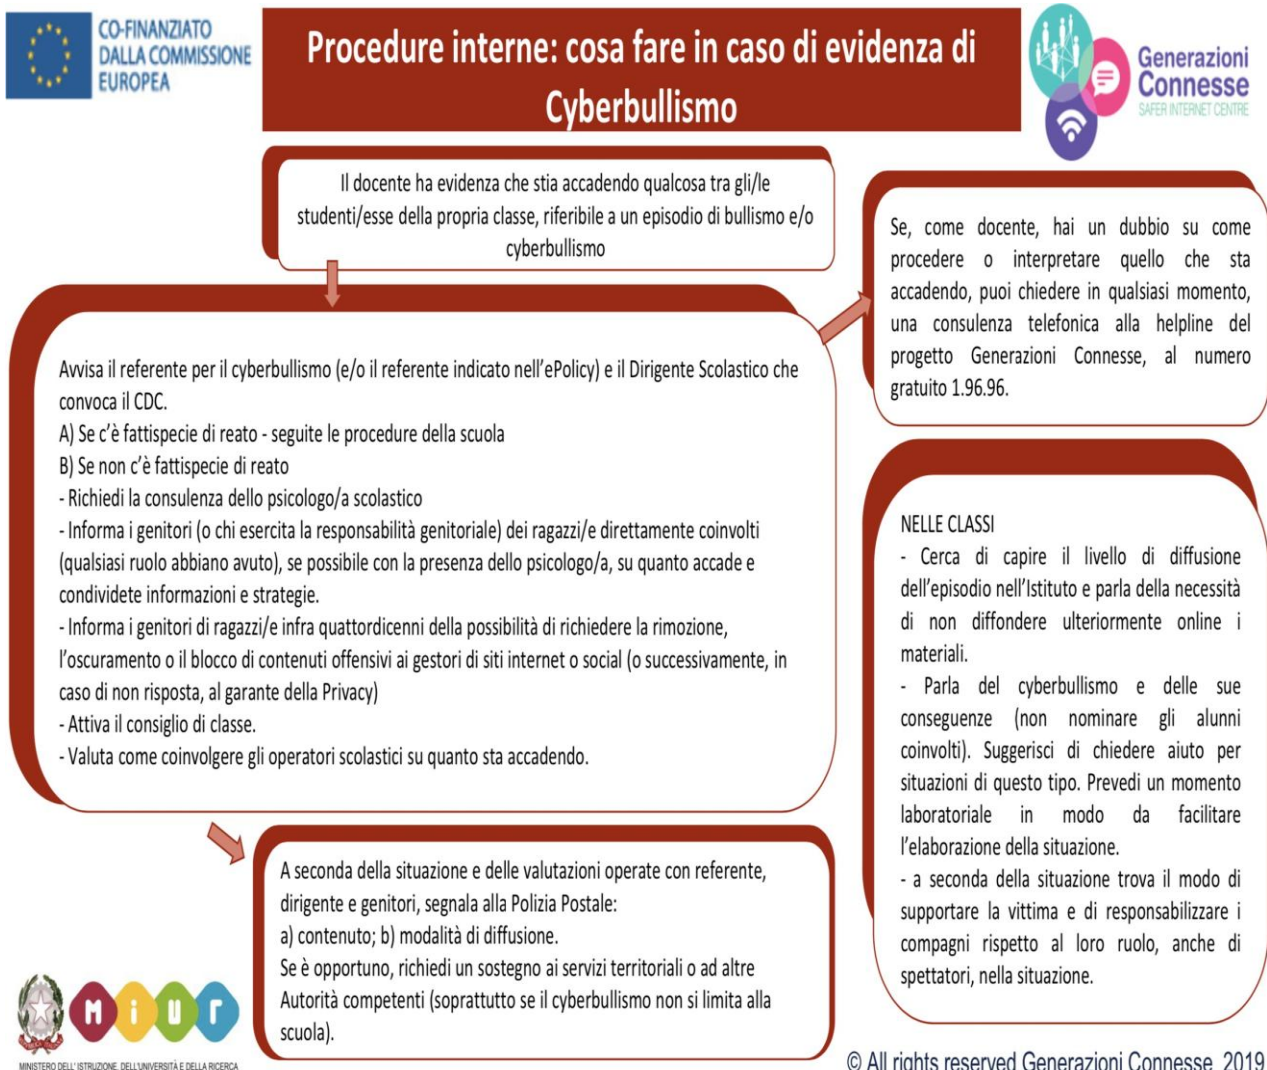 CO-FINANZIATO
DALLA COMMISSIONE
EUROPEA
Procedure interne: cosa fare in caso di evidenza di
Cyberbullismo
Generazioni
Connesse
SAFER INTERNET CENTRE
Il docente ha evidenza che stia accadendo qualcosa tra gli/le
studenti/esse della propria classe, riferibile a un episodio di bullismo e/o
cyberbullismo
Se, come docente, hai un dubbio su come
procedere o interpretare quello che sta
accadendo, puoi chiedere in qualsiasi momento,
una consulenza telefonica alla helpline del
progetto Generazioni Connesse, al numero
gratuito 1.96.96.
Avvisa il referente per il cyberbullismo (e/o il referente indicato nell'ePolicy) e il Dirigente Scolastico che
convoca il CDC.
A) Se c'è fattispecie di reato - seguite le procedure della scuola
B) Se non c'è fattispecie di reato
- Richiedi la consulenza dello psicologo/a scolastico
- Informa i genitori (o chi esercita la responsabilità genitoriale) dei ragazzi/e direttamente coinvolti
(qualsiasi ruolo abbiano avuto), se possibile con la presenza dello psicologo/a, su quanto accade e
condividete informazioni e strategie.
- Informa i genitori di ragazzi/e infra quattordicenni della possibilità di richiedere la rimozione,
l'oscuramento o il blocco di contenuti offensivi ai gestori di siti internet o social (o successivamente, in
caso di non risposta, al garante della Privacy)
- Attiva il consiglio di classe.
- Valuta come coinvolgere gli operatori scolastici su quanto sta accadendo.
NELLE CLASSI
- Cerca di capire il livello di diffusione
dell'episodio nell'Istituto e parla della necessità
di non diffondere ulteriormente online i
materiali.
- Parla del cyberbullismo e delle sue
conseguenze (non nominare gli alunni
coinvolti). Suggerisci di chiedere aiuto per
situazioni di questo tipo. Prevedi un momento
laboratoriale in modo da facilitare
l'elaborazione della situazione.
- a seconda della situazione trova il modo di
supportare la vittima e di responsabilizzare i
compagni rispetto al loro ruolo, anche di
spettatori, nella situazione.
A seconda della situazione e delle valutazioni operate con referente,
dirigente e genitori, segnala alla Polizia Postale:
a) contenuto; b) modalità di diffusione.
Se è opportuno, richiedi un sostegno ai servizi territoriali o ad altre
Autorità competenti (soprattutto se il cyberbullismo non si limita alla
scuola).
MIUR
MINISTERO DELL' ISTRUZIONE, DELL'UNIVERSITÀ E DELLA RICERCA
© All rights reserved Generazioni Connesse 2019